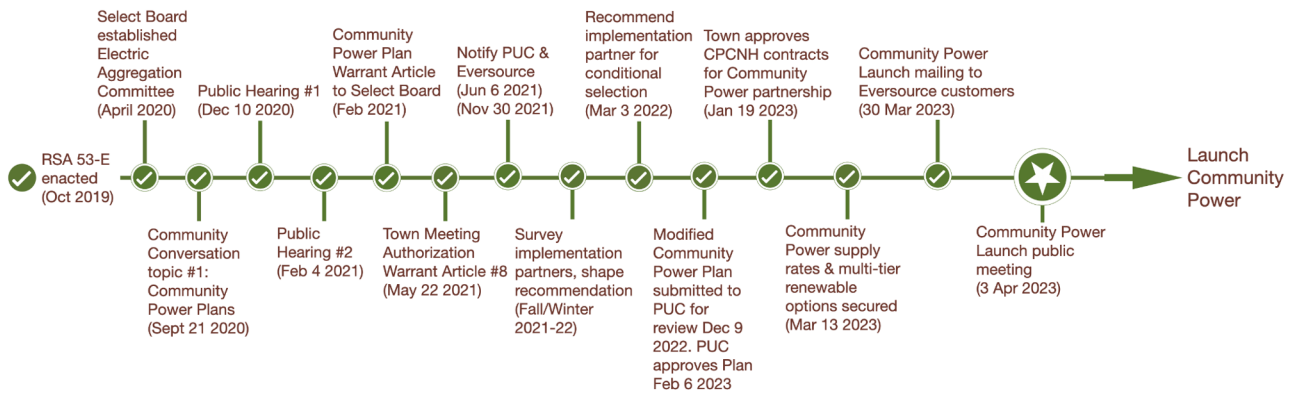 RSA 53-E
enacted
(Oct 2019)
Select Board
established
Electric
Aggregation
Committee
(April 2020)
Community
Conversation
topic #1:
Community
Power Plans
(Sept 21 2020)
Public Hearing #1
(Dec 10 2020)
Public
Hearing #2
(Feb 4 2021)
Community
Power Plan
Warrant Article
to Select Board
(Feb 2021)
Town Meeting
Authorization
Warrant Article #8
(May 22 2021)
Notify PUC &
Eversource
(Jun 6 2021)
(Nov 30 2021)
Survey
implementation
partners, shape
recommendation
(Fall/Winter
2021-22)
Recommend
implementation
partner for
conditional
selection
(Mar 3 2022)
Modified
Community
Power Plan
submitted to
PUC for
review Dec 9
2022. PUC
approves Plan
Feb 6 2023
Town approves
CPCNH contracts
for Community
Power partnership
(Jan 19 2023)
Community
Power supply
rates & multi-tier
renewable
options secured
(Mar 13 2023)
Community Power
Launch mailing to
Eversource customers
(30 Mar 2023)
Community Power
Launch public
meeting
(3 Apr 2023)
Launch
Community
Power